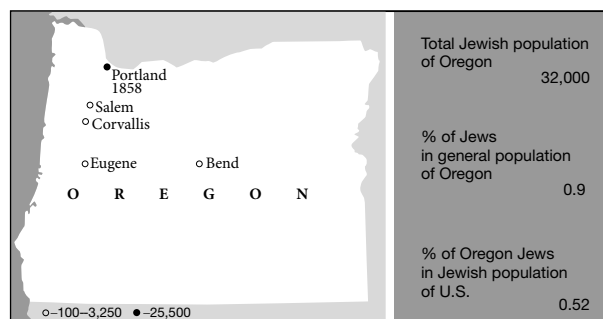 Portland
1858
Salem
Corvallis
Eugene
Bend
O R E G O N
–100–3,250 –25,500
Total Jewish population
of Oregon
32,000
% of Jews
in general population
of Oregon
0.9
% of Oregon Jews
in Jewish population
of U.S.
0.52